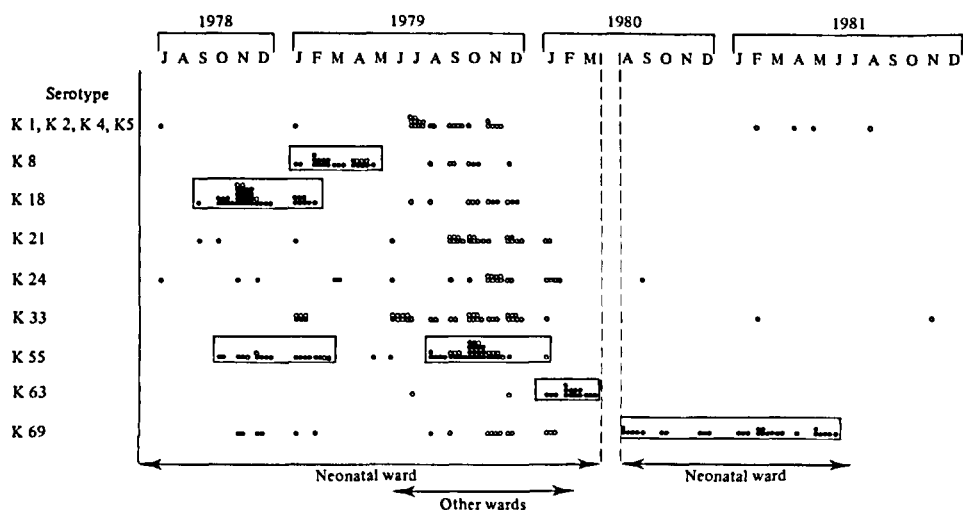 1978 1979 1980 1981
J A S O N D J F M A M J J A S O N D J F M A S O N D J F M A M J J A S O N D
Serotype
K 1, K 2, K 4, K5
K 8
K 18
K 21
K 24
K 33
K 55
K 63
K 69
Neonatal ward Neonatal ward
Other wards